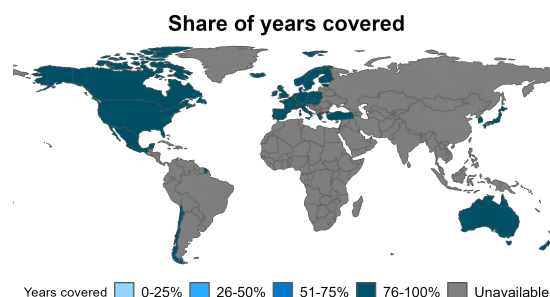 Share of years covered
Years covered 0-25% 26-50% 51-75% 76-100% Unavailable